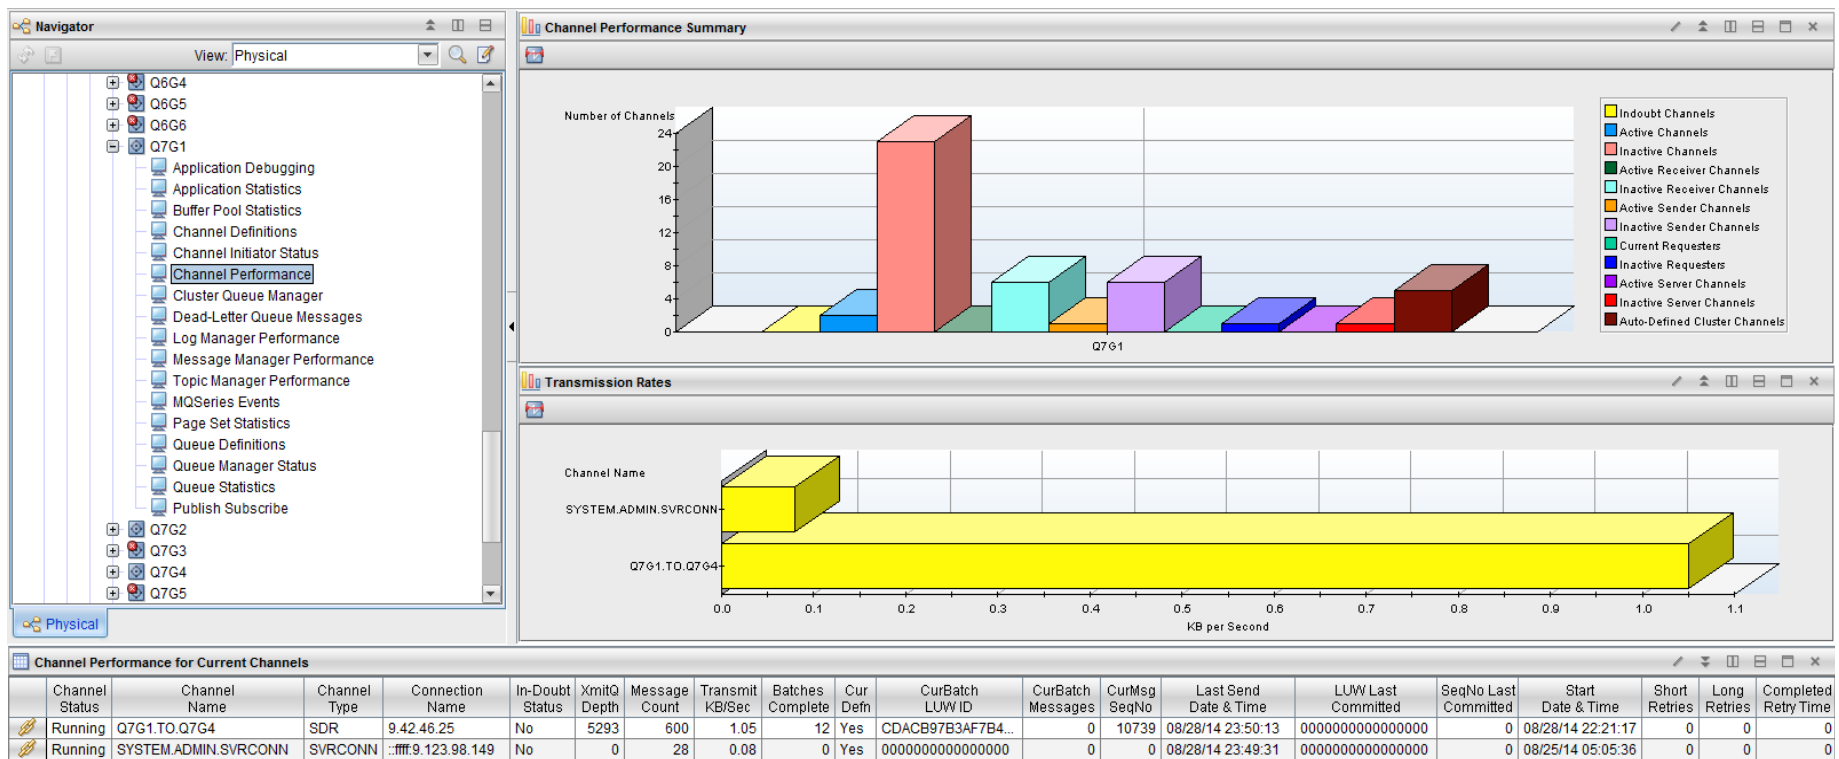 Navigator
View: Physical
Q6G4
Q6G5
Q6G6
Q7G1
Application Debugging
Application Statistics
Buffer Pool Statistics
Channel Definitions
Channel Initiator Status
Channel Performance
Cluster Queue Manager
Dead-Letter Queue Messages
Log Manager Performance
Message Manager Performance
Topic Manager Performance
MQSeries Events
Page Set Statistics
Queue Definitions
Queue Manager Status
Queue Statistics
Publish Subscribe
Q7G2
Q7G3
Q7G4
Q7G5
Physical
Channel Performance Summary
Number of Channels
24
20
16
12
8
4
0
Q7G1
Indoubt Channels
Active Channels
Inactive Channels
Active Receiver Channels
Inactive Receiver Channels
Active Sender Channels
Inactive Sender Channels
Current Requesters
Inactive Requesters
Active Server Channels
Inactive Server Channels
Auto-Defined Cluster Channels
Transmission Rates
Channel Name
SYSTEM.ADMIN.SVRCONN
Q7G1.TO.Q7G4
0.0 0.1 0.2 0.3 0.4 0.5 0.6 0.7 0.8 0.9 1.0 1.1
KB per Second
Channel Performance for Current Channels
Channel Status Channel Name Channel Type Connection Name In-Doubt Status XmitQ Depth Message Count Transmit KB/Sec Batches Complete Cur Defn CurBatch LUW ID CurBatch Messages CurMsg SeqNo Last Send Date & Time LUW Last Committed SeqNo Last Committed Start Date & Time Short Retries Long Retries Completed Retry Time
Running Q7G1.TO.Q7G4 SDR 9.42.46.25 No 5293 600 1.05 12 Yes CDACB97B3AF7B4... 0 10739 08/28/14 23:50:13 0000000000000000 0 08/28/14 22:21:17 0 0 0
Running SYSTEM.ADMIN.SVRCONN SVRCONN ::ffff:9.123.98.149 No 0 28 0.08 0 Yes 0000000000000000 0 0 08/28/14 23:49:31 0000000000000000 0 08/25/14 05:05:36 0 0 0